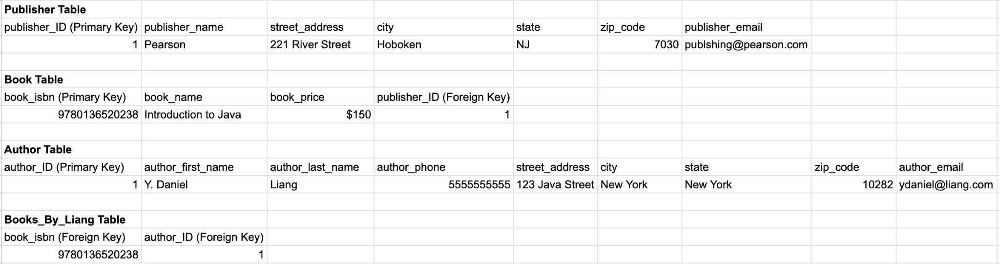 Publisher Table
publisher_ID (Primary Key) publisher_name street_address city state zip_code publisher_email
1 Pearson 221 River Street Hoboken NJ 7030 publshing@pearson.com
Book Table
book_isbn (Primary Key) book_name book_price publisher_ID (Foreign Key)
9780136520238 Introduction to Java $150 1
Author Table
author_ID (Primary Key) author_first_name author_last_name author_phone street_address city state zip_code author_email
1 Y. Daniel Liang 5555555555 123 Java Street New York New York 10282 ydaniel@liang.com
Books_By_Liang Table
book_isbn (Foreign Key) author_ID (Foreign Key)
9780136520238 1